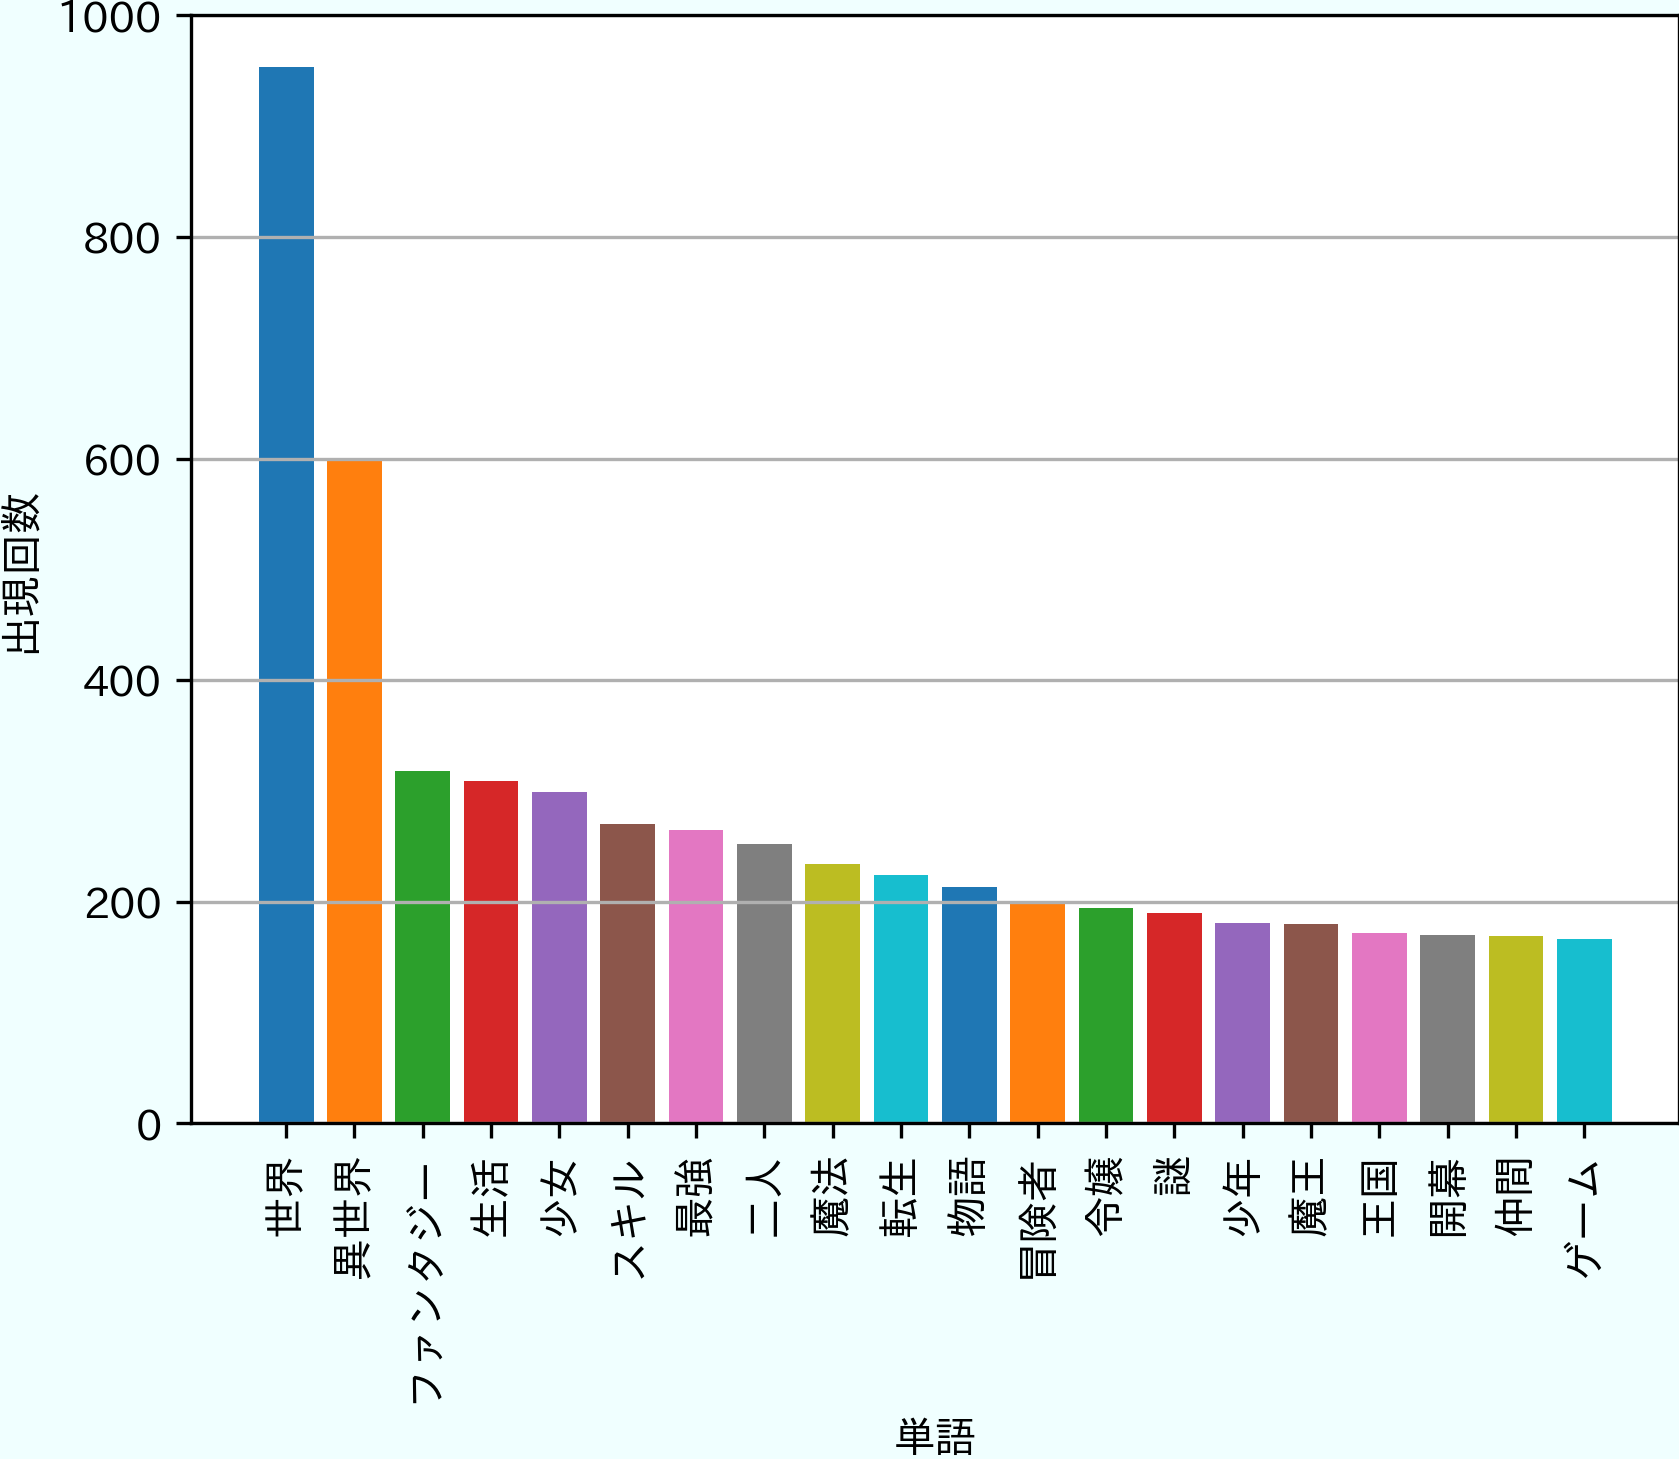 1000
800
600
400
200
0
出現回数
世界
異世界
ファンタジー
生活
少女
スキル
最強
二人
魔法
転生
物語
冒険者
令嬢
謎
少年
魔王
王国
開幕
仲間
ゲーム
単語